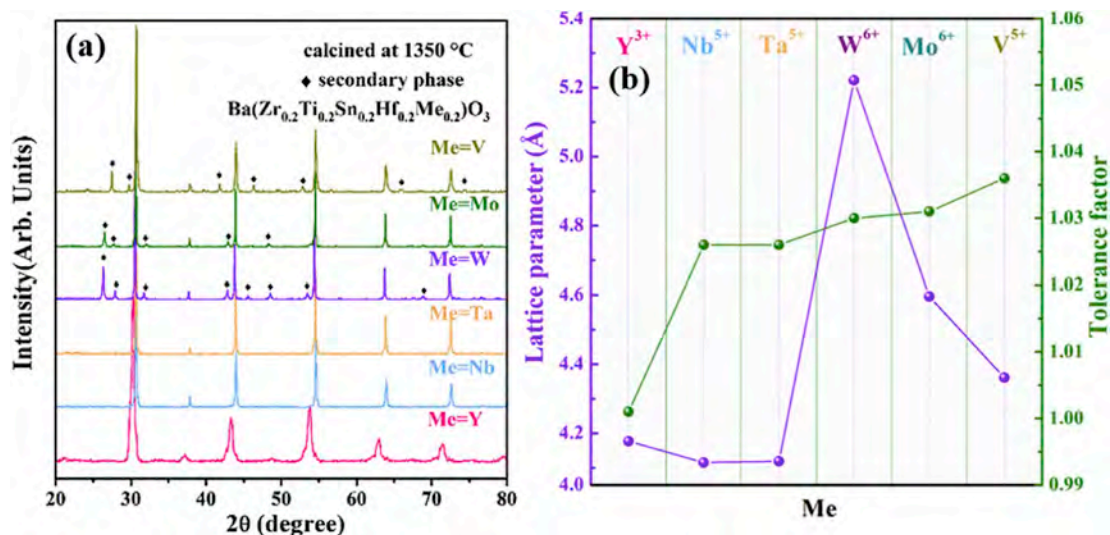 (a)
calcined at 1350 °C
♦ secondary phase
Ba(Zr0.2Ti0.2Sn0.2Hf0.2Me0.2)O3
Me=V
Me=Mo
Me=W
Me=Ta
Me=Nb
Me=Y
Intensity(Arb. Units)
20 30 40 50 60 70 80
2θ (degree)
(b)
Y3+ Nb5+ Ta5+ W6+ Mo6+ V5+
Lattice parameter (Å)
5.4
5.2
5.0
4.8
4.6
4.4
4.2
4.0
Me
Tolerance factor
1.06
1.05
1.04
1.03
1.02
1.01
1.00
0.99